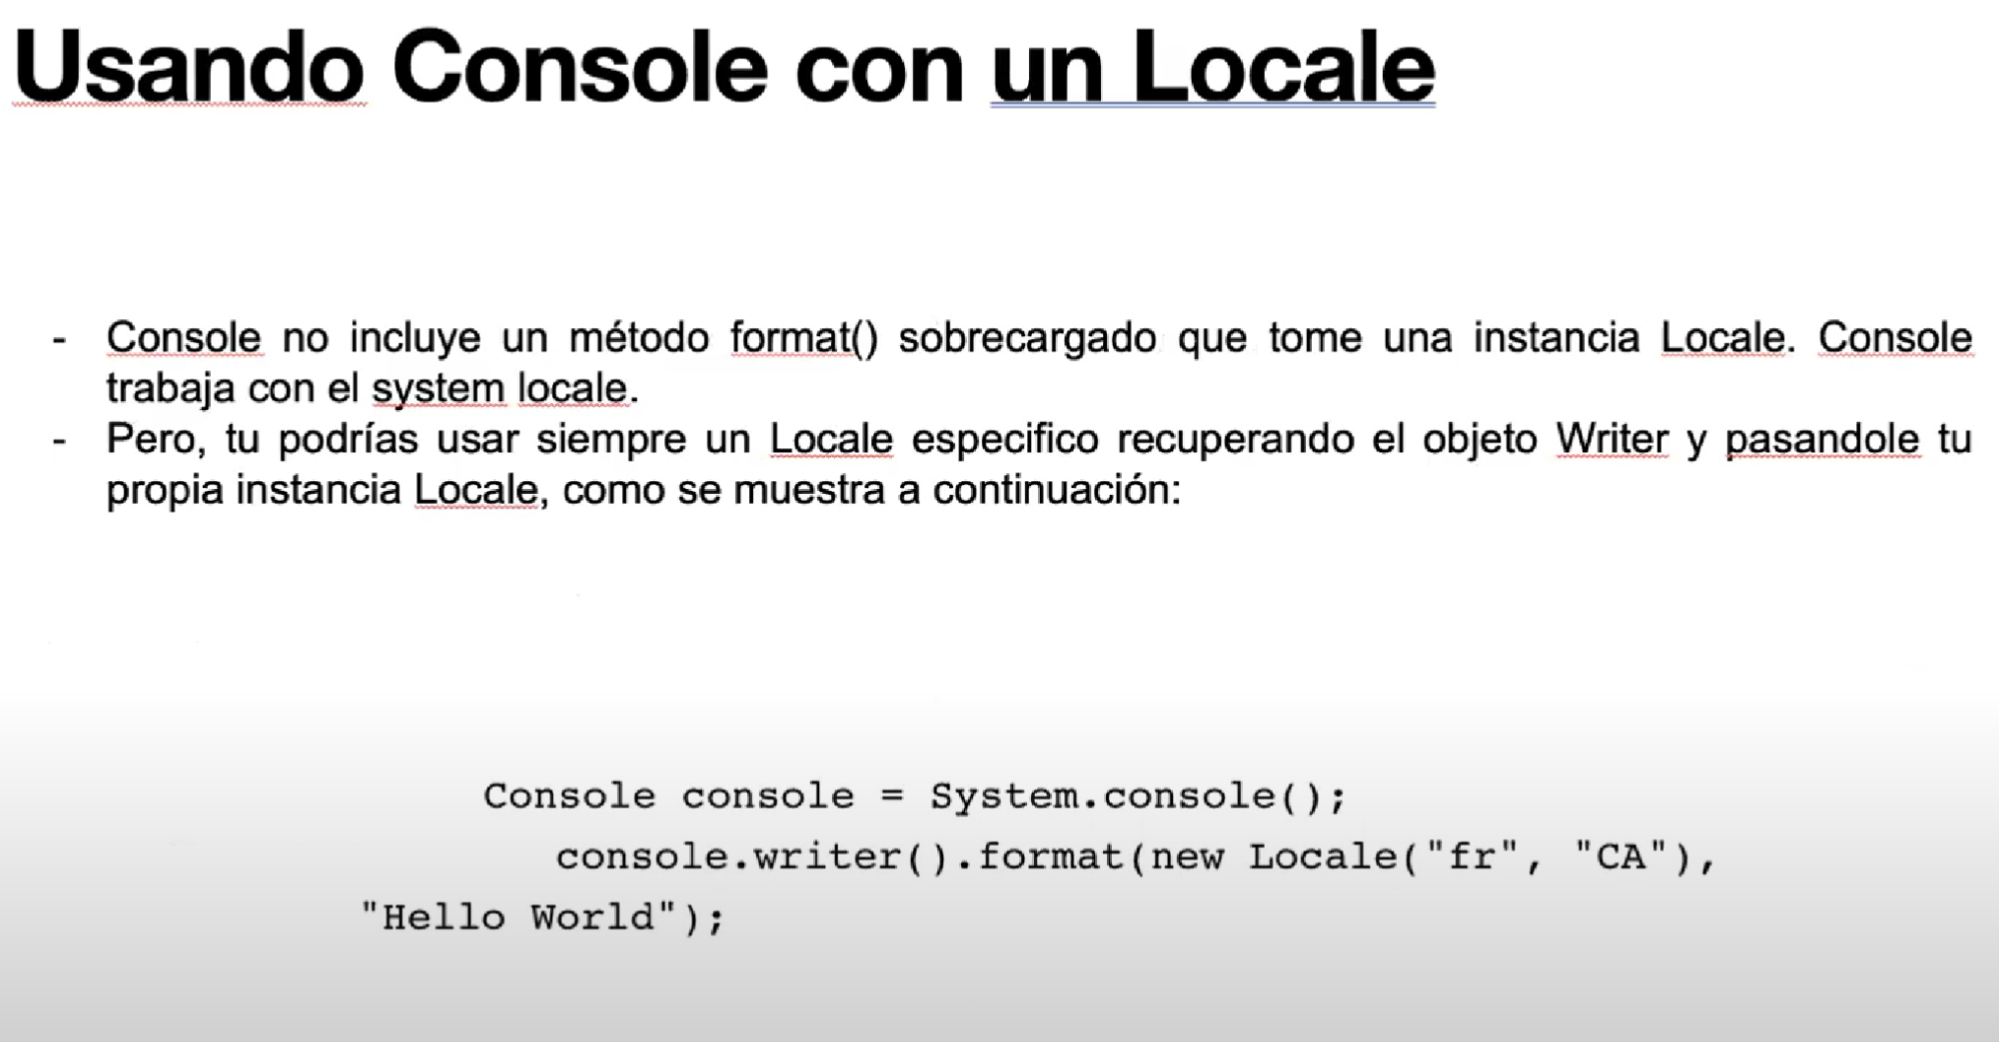 Usando Console con un Locale
- Console no incluye un método format() sobrecargado que tome una instancia Locale. Console
trabaja con el system locale.
- Pero, tu podrías usar siempre un Locale especifico recuperando el objeto Writer y pasandole tu
propia instancia Locale, como se muestra a continuación:
Console console = System.console();
console.writer().format(new Locale("fr", "CA"),
"Hello World");